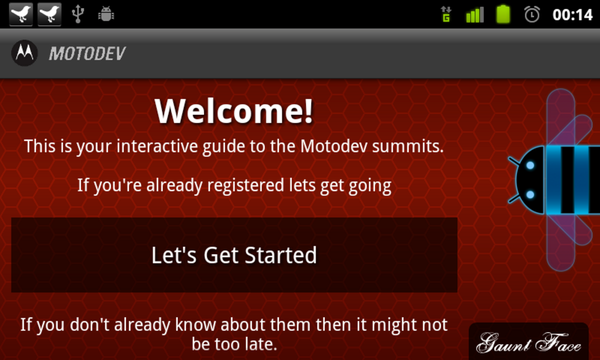 G 00:14
MOTODEV
Welcome!
This is your interactive guide to the Motodev summits.
If you're already registered lets get going
Let's Get Started
If you don't already know about them then it might not
be too late.
Gaunt Face